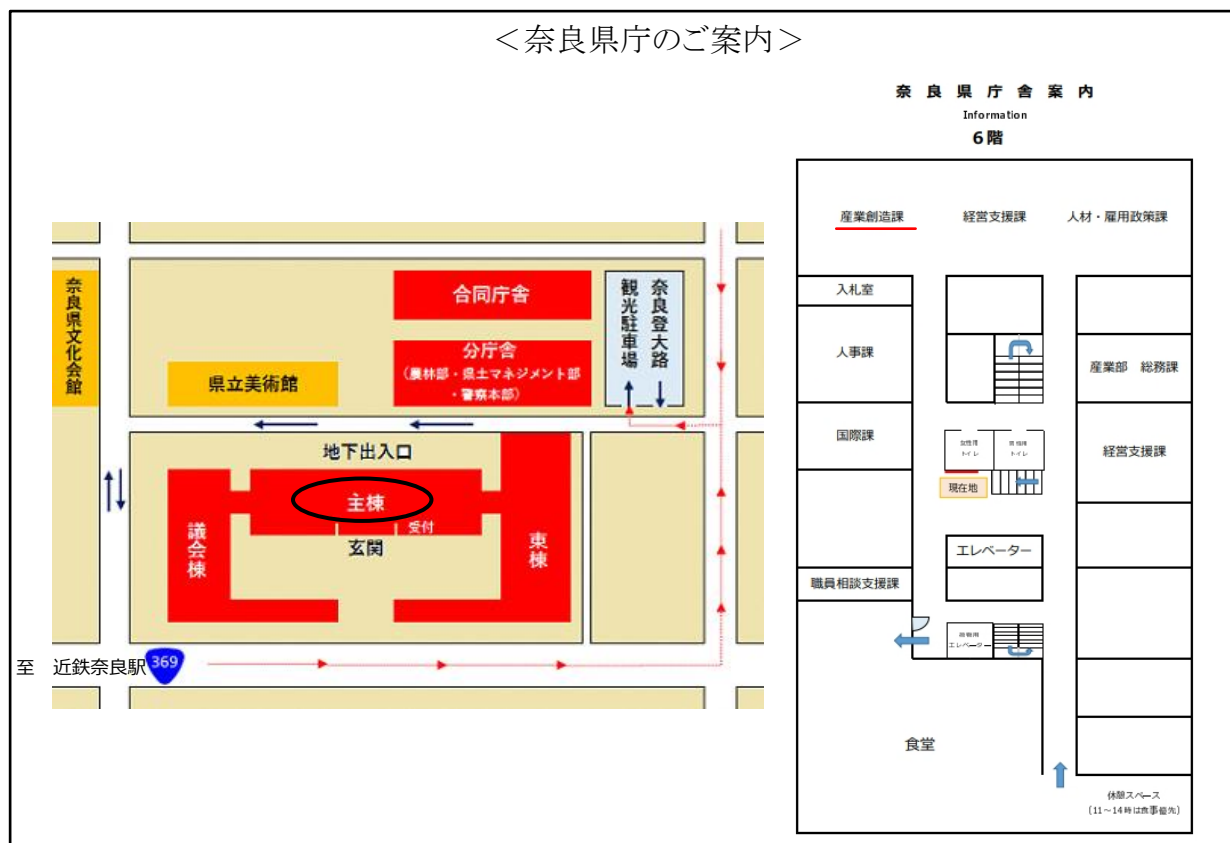 ＜奈良県庁のご案内＞
奈良県庁舎案内
Information
6階
産業創造課 経営支援課 人材・雇用政策課
入札室
人事課
産業部 総務課
国際課
女性用
トイレ
男性用
トイレ
経営支援課
現在地
エレベーター
職員相談支援課
荷物用
エレベーター
食堂
休憩スペース
(11～14時は食事優先)
奈良県文化会館
合同庁舎
分庁舎
(農林部・県土マネジメント部
・警察本部)
奈良登大路
観光駐車場
県立美術館
地下出入口
主棟
受付
玄関
議会棟
東棟
至 近鉄奈良駅
369